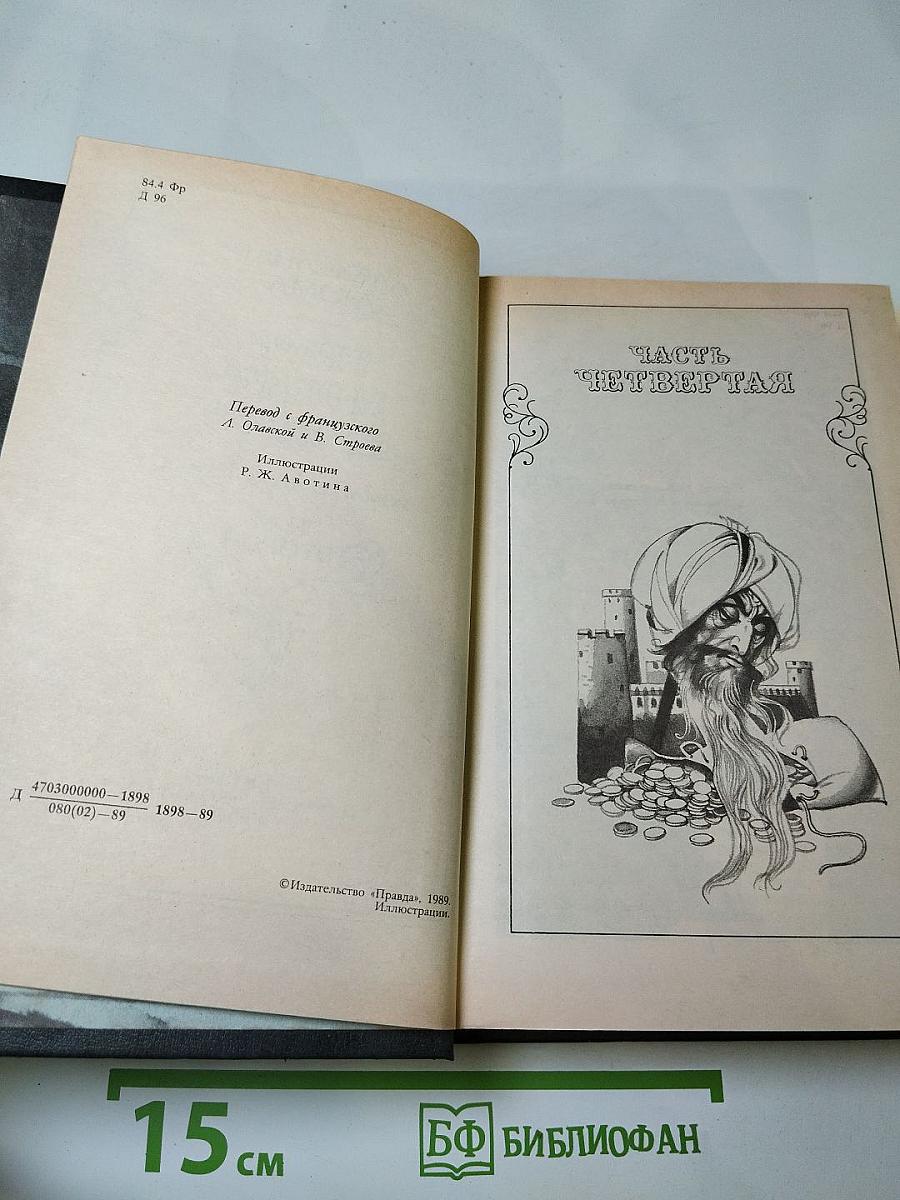 84.4 Фр
Д 96
Перевод с французского
Л. Олавской и В. Строева
Иллюстрации
Р. Ж. Авотина
Д 4703000000—1898
080(02)—89
1898—89
©Издательство «Правда», 1989.
Иллюстрации.
ЧАСТЬ
ЧЕТВЕРТАЯ
15 см
БФ БИБЛИОФАН